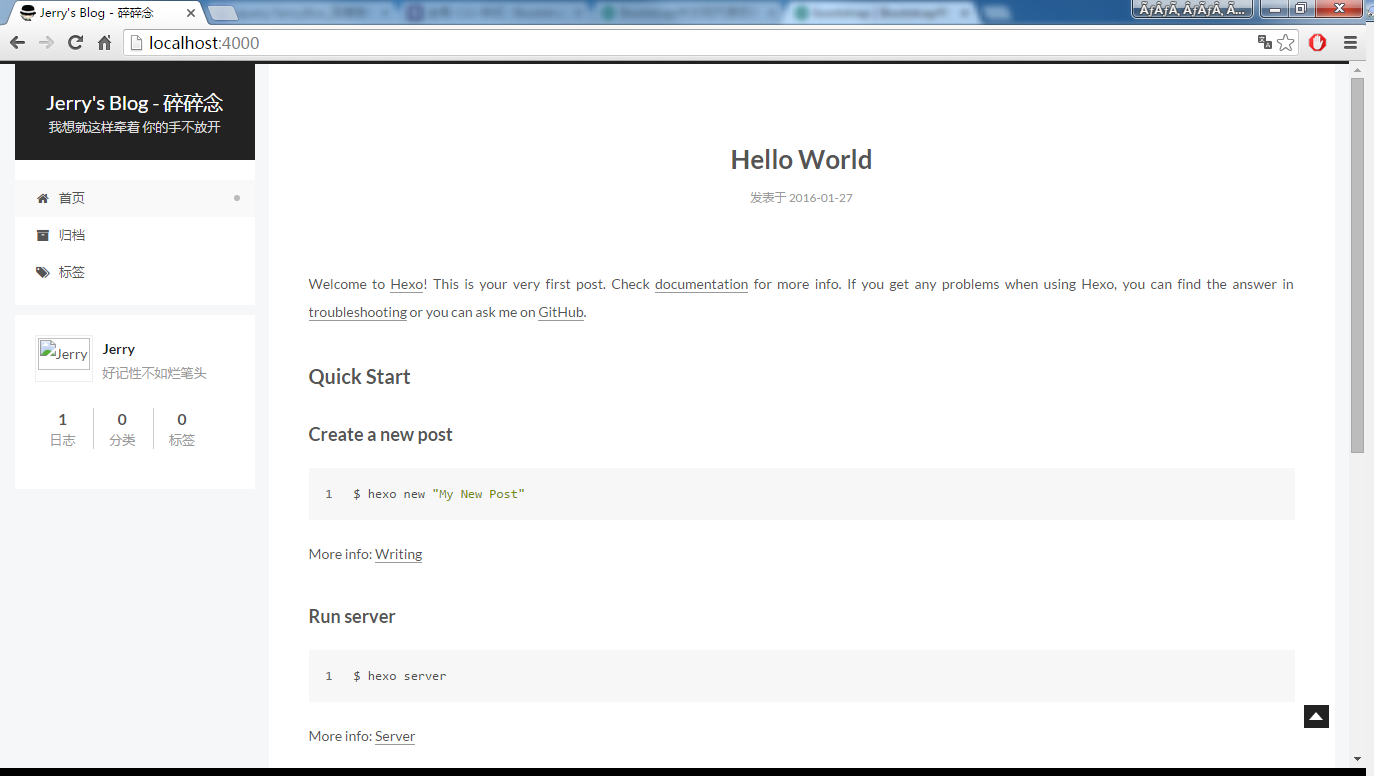 Jerry's Blog - 碎碎念
localhost:4000
Jerry's Blog - 碎碎念
我想就这样牵着 你的手不放开
首页
归档
标签
Jerry
Jerry
好记性不如烂笔头
1
日志
0
分类
0
标签
Hello World
发表于 2016-01-27
Welcome to Hexo! This is your very first post. Check documentation for more info. If you get any problems when using Hexo, you can find the answer in
troubleshooting or you can ask me on GitHub.
Quick Start
Create a new post
1 $ hexo new "My New Post"
More info: Writing
Run server
1 $ hexo server
More info: Server